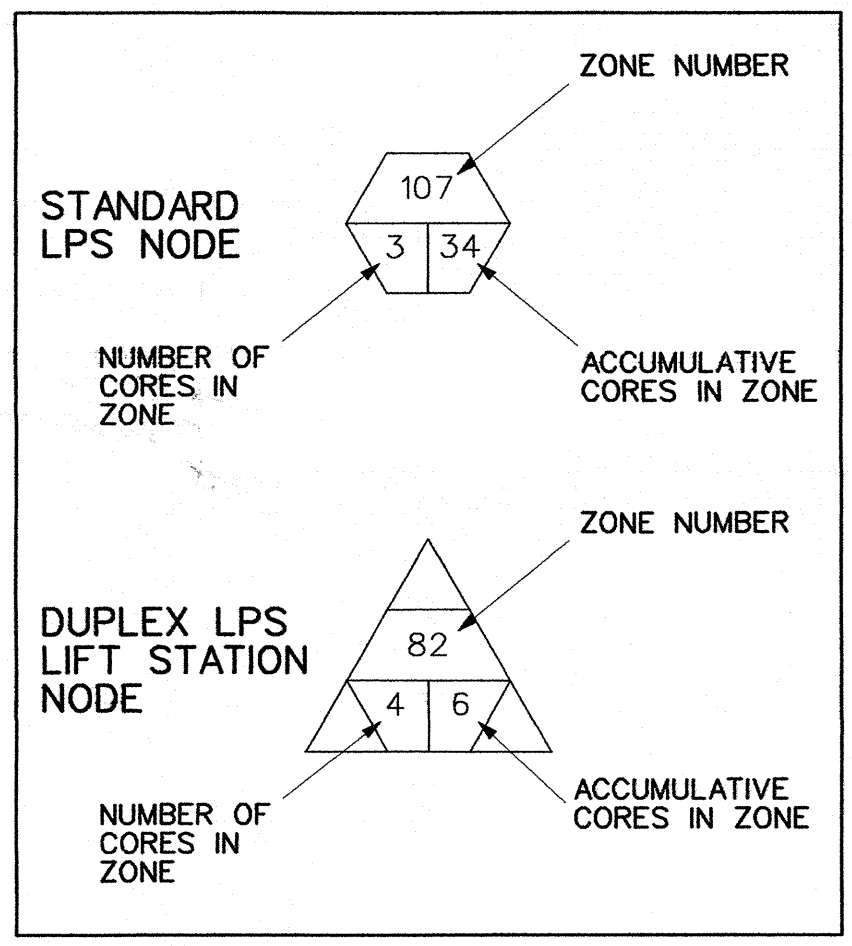 ZONE NUMBER
107
STANDARD
LPS NODE
3 34
NUMBER OF
CORES IN
ZONE
ACCUMULATIVE
CORES IN ZONE
ZONE NUMBER
DUPLEX LPS
LIFT STATION
NODE
82
4 6
NUMBER OF
CORES IN
ZONE
ACCUMULATIVE
CORES IN ZONE